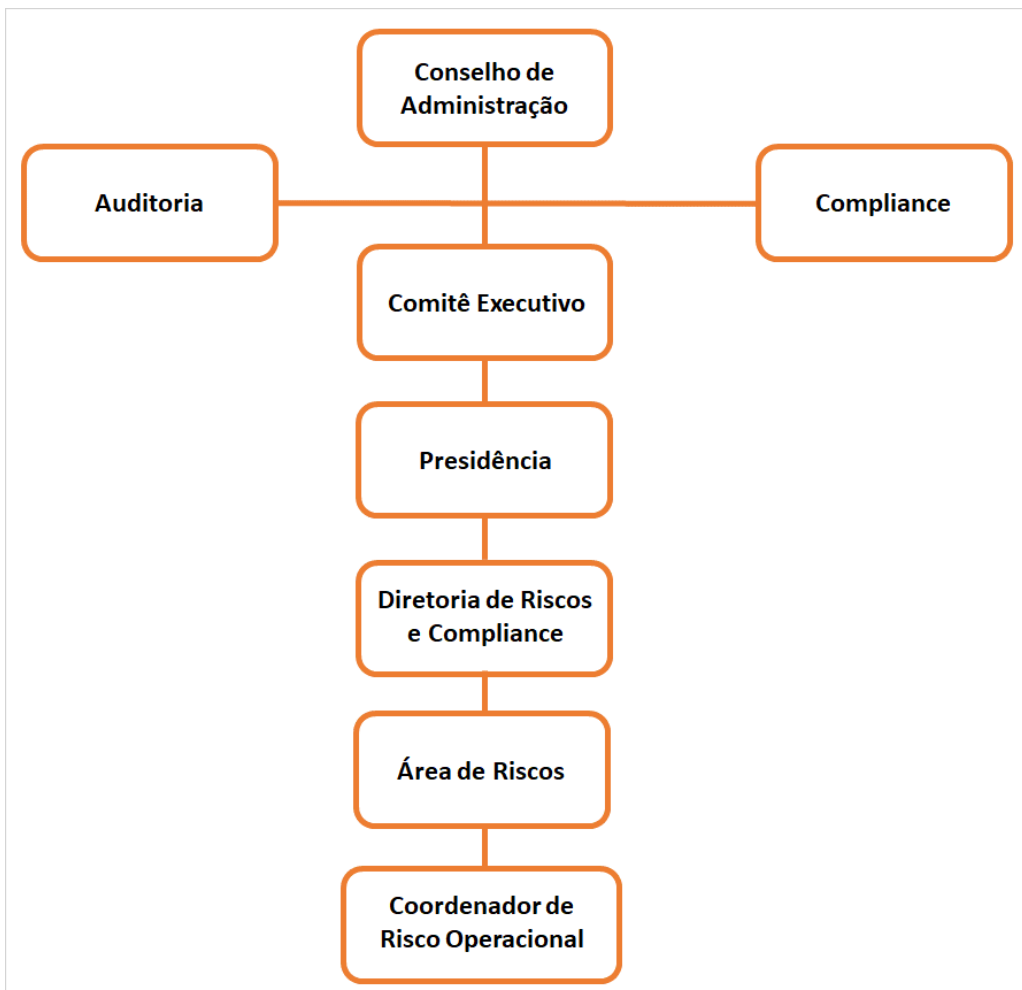 Conselho de
Administração
Auditoria
Compliance
Comitê Executivo
Presidência
Diretoria de Riscos
e Compliance
Área de Riscos
Coordenador de
Risco Operacional